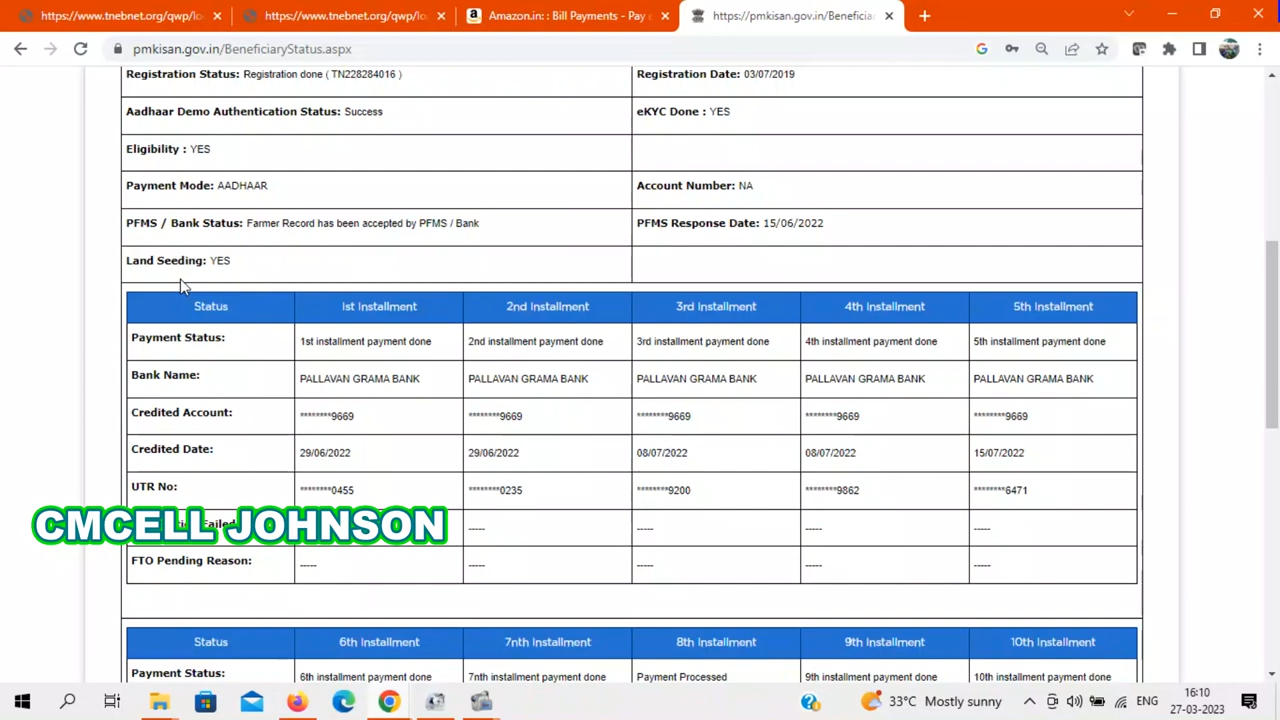 https://www.tnebnet.org/qwp/lo
https://www.tnebnet.org/qwp/lo
Amazon.in: : Bill Payments - Pay e
https://pmkisan.gov.in/Beneficia
pmkisan.gov.in/BeneficiaryStatus.aspx
Registration Status: Registration done ( TN228284016 ) Registration Date: 03/07/2019
Aadhaar Demo Authentication Status: Success eKYC Done : YES
Eligibility : YES
Payment Mode: AADHAAR Account Number: NA
PFMS / Bank Status: Farmer Record has been accepted by PFMS / Bank PFMS Response Date: 15/06/2022
Land Seeding: YES
Status 1st Installment 2nd Installment 3rd Installment 4th Installment 5th Installment
Payment Status: 1st installment payment done 2nd installment payment done 3rd installment payment done 4th installment payment done 5th installment payment done
Bank Name: PALLAVAN GRAMA BANK PALLAVAN GRAMA BANK PALLAVAN GRAMA BANK PALLAVAN GRAMA BANK PALLAVAN GRAMA BANK
Credited Account: ********9669 ********9669 ********9669 ********9669 ********9669
Credited Date: 29/06/2022 29/06/2022 08/07/2022 08/07/2022 15/07/2022
UTR No: ********0455 ********0235 ********9200 ********9862 ********6471
CMCELL JOHNSON ----- ----- ----- -----
FTO Pending Reason: ----- ----- ----- ----- -----
Status 6th Installment 7nth Installment 8th Installment 9th Installment 10th Installment
Payment Status: 6th installment payment done 7nth installment payment done Payment Processed 9th installment payment done 10th installment payment done
33°C Mostly sunny ENG 16:10
27-03-2023